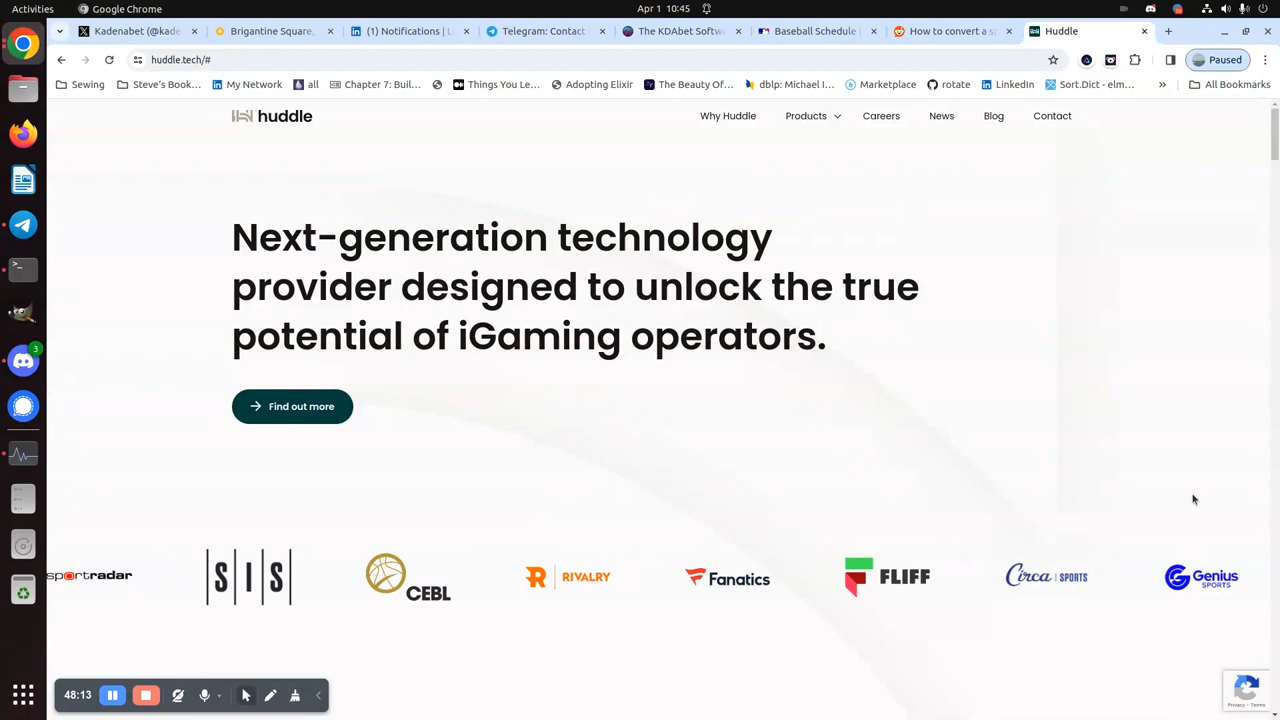 Activities
Google Chrome
Apr 1 10:45
Kadenabet (@kade
Brigantine Square,
(1) Notifications | L
Telegram: Contact
The KDAbet Softw
Baseball Schedule |
How to convert a st
Huddle
huddle.tech/#
Paused
Sewing
Steve's Book...
My Network
all
Chapter 7: Buil...
Things You Le...
Adopting Elixir
The Beauty Of...
dblp: Michael I...
Marketplace
rotate
LinkedIn
Sort.Dict - elm...
»
All Bookmarks
huddle
Why Huddle
Products
Careers
News
Blog
Contact
Next-generation technology
provider designed to unlock the true
potential of iGaming operators.
Find out more
3
sportradar
S|I|S
CEBL
RIVALRY
Fanatics
FLIFF
Circa | SPORTS
Genius
SPORTS
48:13
Privacy - Terms